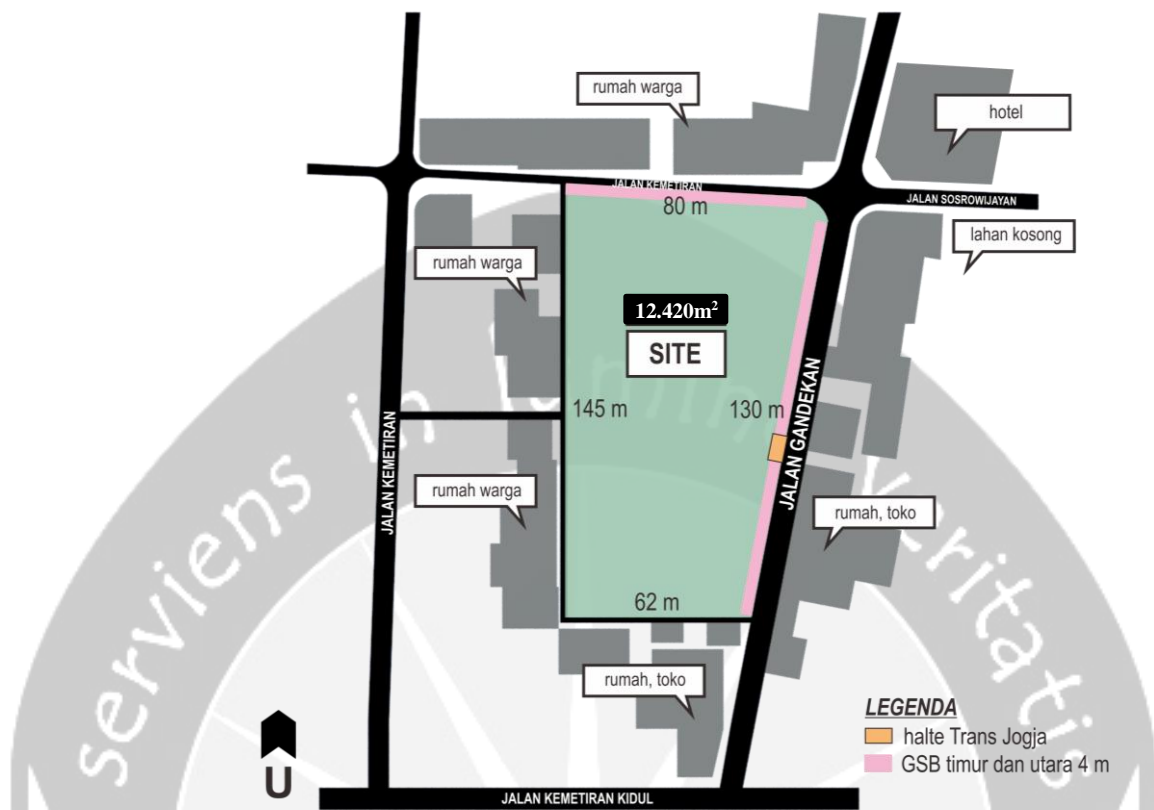 rumah warga
hotel
JALAN KEMETIRAN
JALAN SOSROWIJAYAN
80 m
lahan kosong
rumah warga
12.420m²
SITE
145 m
130 m
JALAN GANDEKAN
JALAN KEMETIRAN
rumah warga
rumah, toko
62 m
rumah, toko
LEGENDA
halte Trans Jogja
GSB timur dan utara 4 m
U
JALAN KEMETIRAN KIDUL
serviens in lumine veritatis